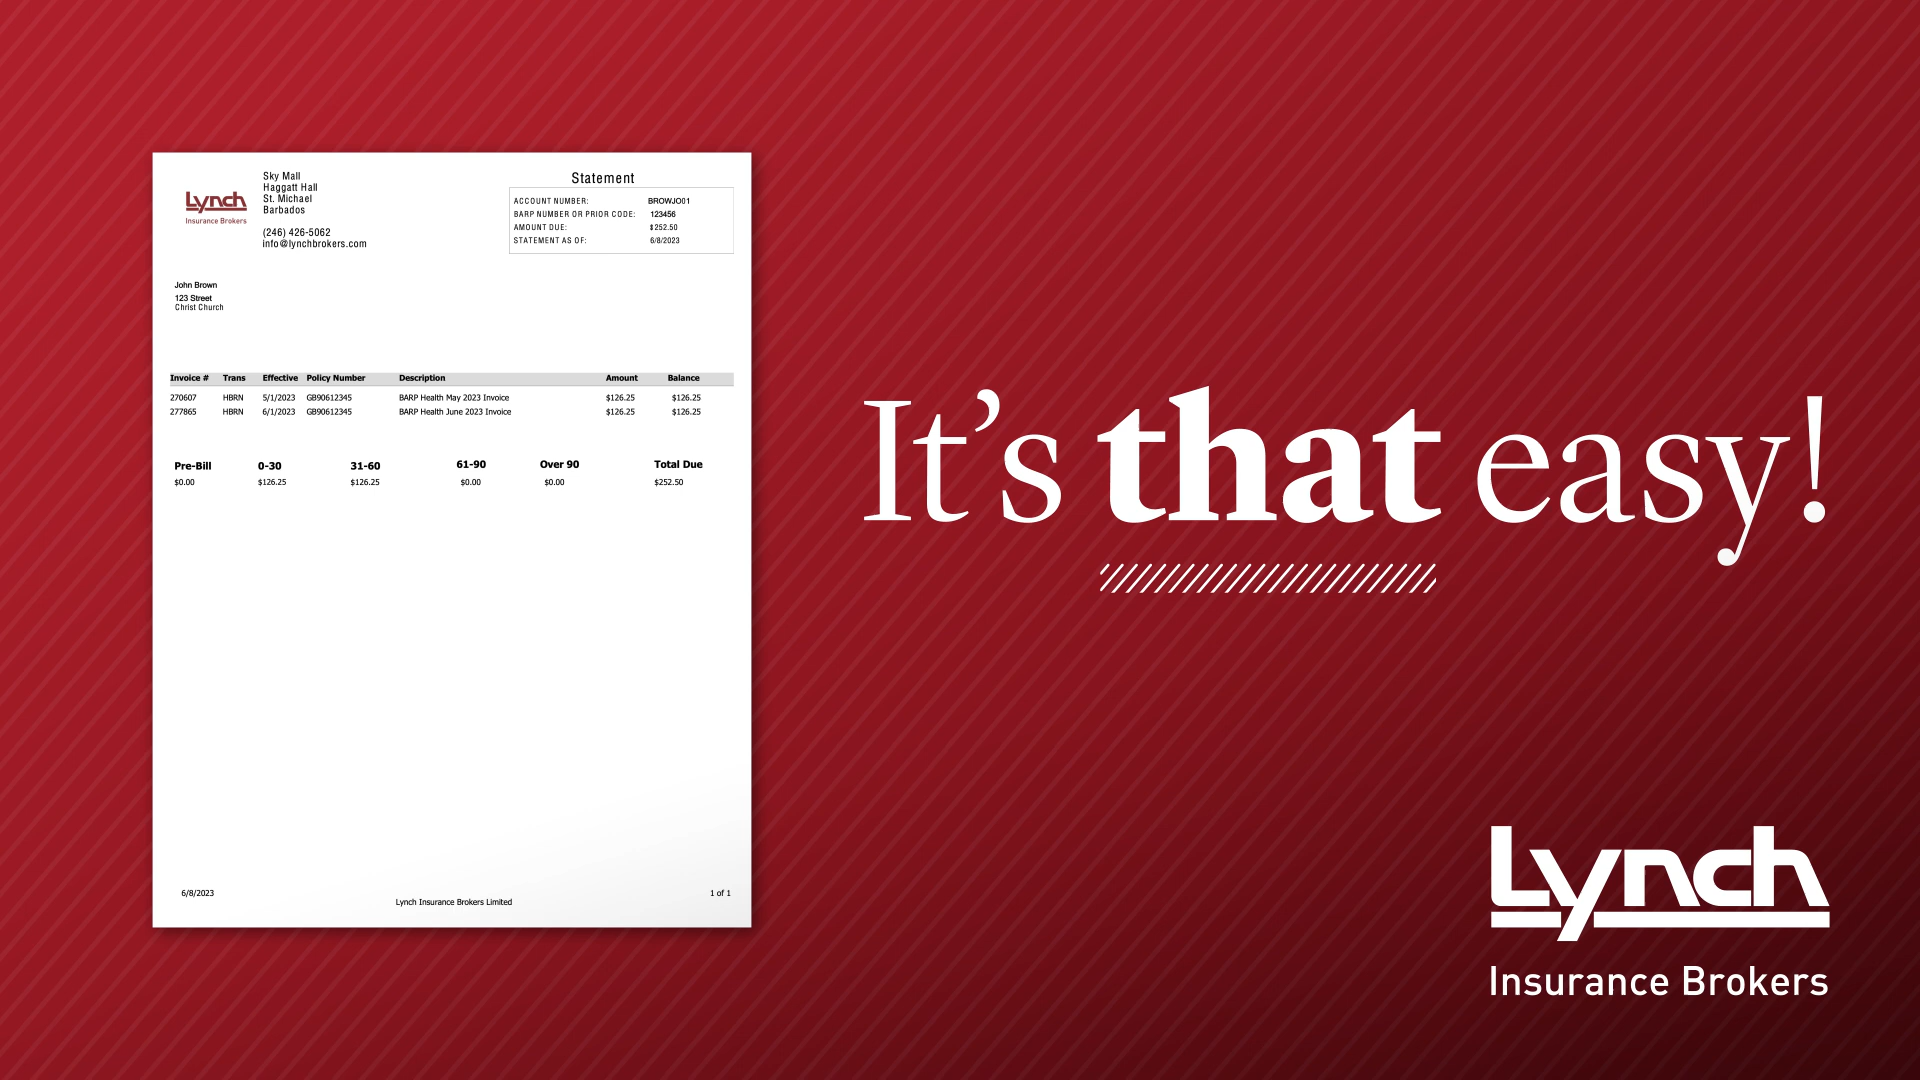 Lynch
Insurance Brokers
Sky Mall
Haggatt Hall
St. Michael
Barbados
(246) 426-5062
info@lynchbrokers.com
Statement
ACCOUNT NUMBER: BROWJO01
BARP NUMBER OR PRIOR CODE: 123456
AMOUNT DUE: $252.50
STATEMENT AS OF: 6/8/2023
John Brown
123 Street
Christ Church
Invoice # Trans Effective Policy Number Description Amount Balance
270607 HBRN 5/1/2023 GB90612345 BARP Health May 2023 Invoice $126.25 $126.25
277865 HBRN 6/1/2023 GB90612345 BARP Health June 2023 Invoice $126.25 $126.25
Pre-Bill 0-30 31-60 61-90 Over 90 Total Due
$0.00 $126.25 $126.25 $0.00 $0.00 $252.50
6/8/2023
Lynch Insurance Brokers Limited
1 of 1
It’s that easy!
Lynch
Insurance Brokers